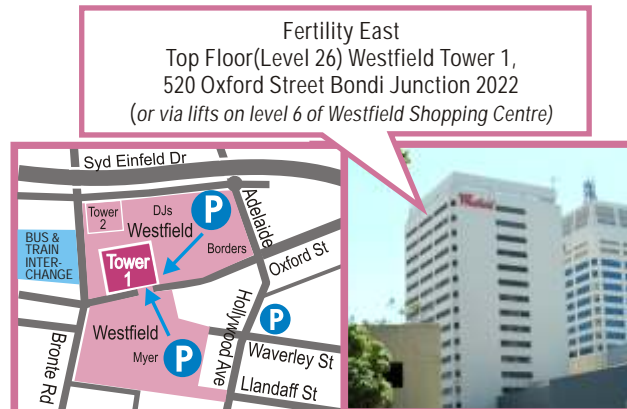 Fertility East
Top Floor(Level 26) Westfield Tower 1,
520 Oxford Street Bondi Junction 2022
(or via lifts on level 6 of Westfield Shopping Centre)
Syd Einfeld Dr
Tower
2
DJs
P
Westfield
Adelaide
Borders
BUS &
TRAIN
INTER-
CHANGE
Tower
1
Oxford St
Hollywood Ave
P
Westfield
Myer
P
Waverley St
Bronte Rd
Llandaff St
Westfield